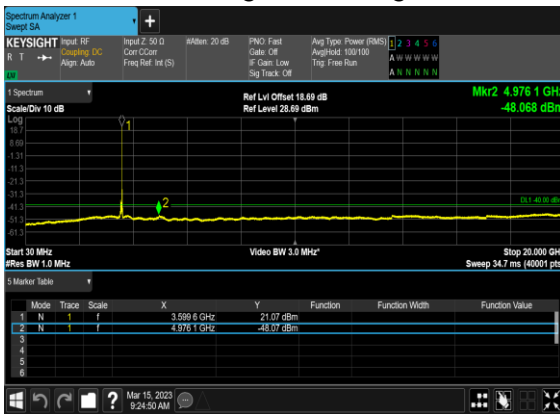 Spectrum Analyzer 1
Swept SA
+
KEYSIGHT Input: RF Input Z: 50 Ω #Atten: 20 dB PNO: Fast Avg Type: Power (RMS) 1 2 3 4 5 6
R T Coupling: DC Corr CCorr Gate: Off Avg|Hold: 100/100 A W W W W W
Align: Auto Freq Ref: Int (S) IF Gain: Low Trig: Free Run
Sig Track: Off A N N N N N
1 Spectrum Ref Lvl Offset 18.69 dB Mkr2 4.976 1 GHz
Scale/Div 10 dB Ref Level 28.69 dBm -48.068 dBm
Log
18.7
8.69
-1.31
-11.3
-21.3
-31.3
-41.3
-51.3
-61.3
1
2
DL1 -40.00 dBm
Start 30 MHz Video BW 3.0 MHz* Stop 20.000 GHz
#Res BW 1.0 MHz Sweep 34.7 ms (40001 pts)
5 Marker Table
Mode Trace Scale X Y Function Function Width Function Value
1 N 1 f 3.599 6 GHz 21.07 dBm
2 N 1 f 4.976 1 GHz -48.07 dBm
3
4
5
6
? Mar 15, 2023
9:24:50 AM